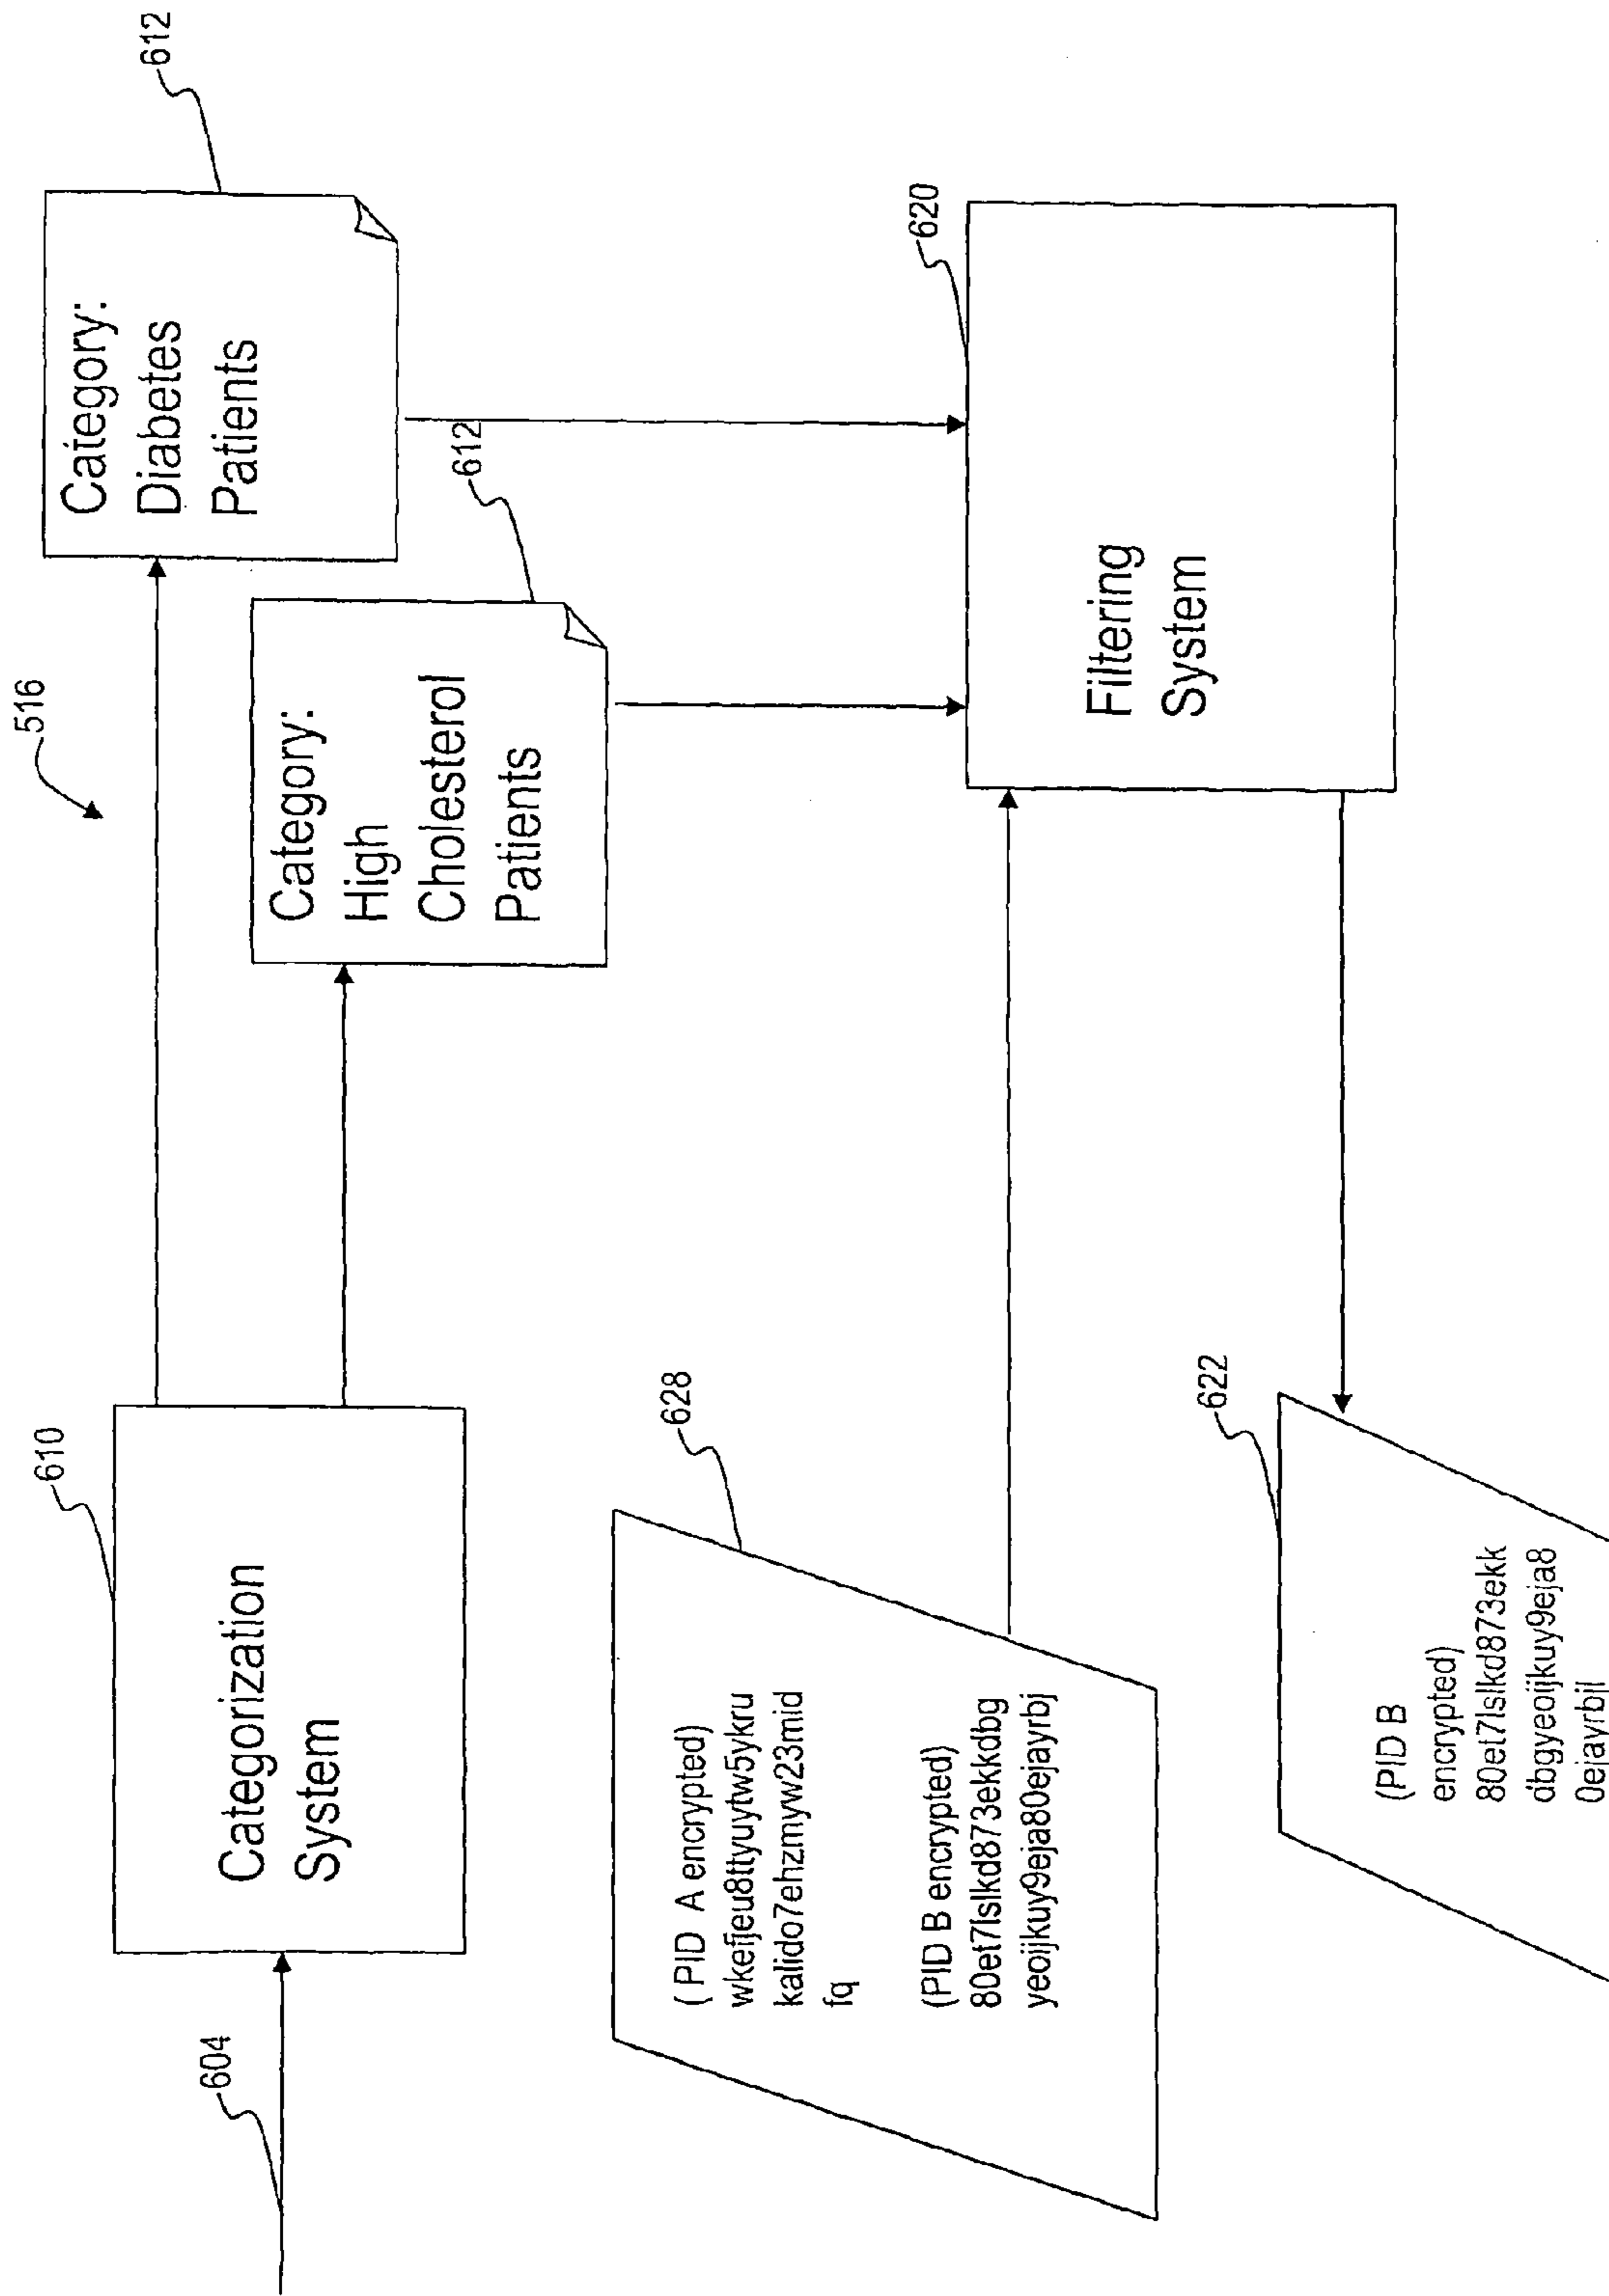 516
604
610
Categorization
System
612
Category:
Diabetes
Patients
612
Category:
High
Cholesterol
Patients
628
( PID A encrypted)
wkefjeu8ttyuytw5ykru
kalido7ehzmyw23mid
fq
(PID B encrypted)
80et7lslkd873ekkdbg
yeoijkuy9eja80ejayrbj
620
Filtering
System
622
(PID B
encrypted)
80et7lslkd873ekk
dbgyeoijkuy9eja8
0ejayrbjl